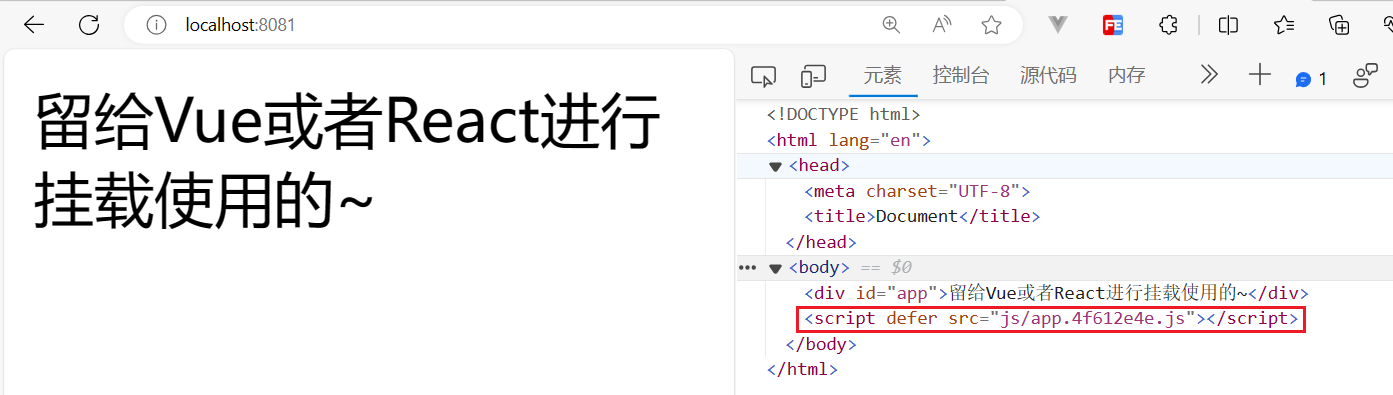 localhost:8081
FE
留给Vue或者React进行
挂载使用的~
元素 控制台 源代码 内存 1
<!DOCTYPE html>
<html lang="en">
<head>
<meta charset="UTF-8">
<title>Document</title>
</head>
<body> == $0
<div id="app">留给Vue或者React进行挂载使用的~</div>
<script defer src="js/app.4f612e4e.js"></script>
</body>
</html>